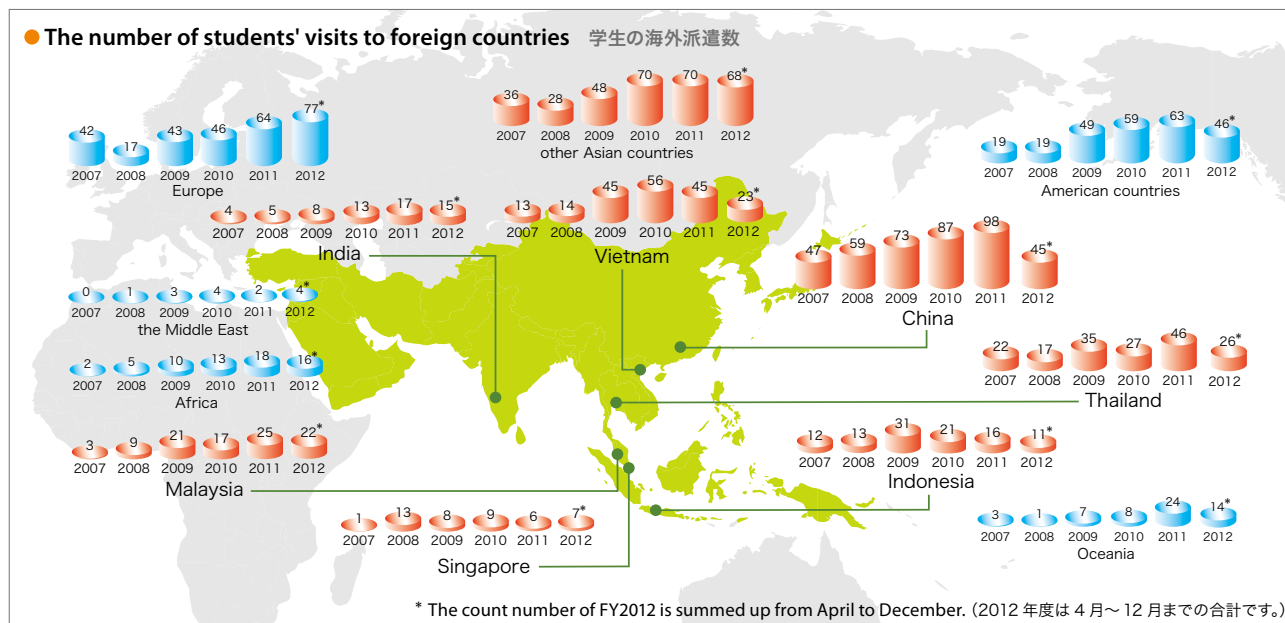 ● The number of students' visits to foreign countries 学生の海外派遣数
36 28 48 70 70 68*
2007 2008 2009 2010 2011 2012
other Asian countries
42 17 43 46 64 77*
2007 2008 2009 2010 2011 2012
Europe
19 19 49 59 63 46*
2007 2008 2009 2010 2011 2012
American countries
4 5 8 13 17 15*
2007 2008 2009 2010 2011 2012
India
13 14 45 56 45 23*
2007 2008 2009 2010 2011 2012
Vietnam
47 59 73 87 98 45*
2007 2008 2009 2010 2011 2012
China
0 1 3 4 2 4*
2007 2008 2009 2010 2011 2012
the Middle East
2 5 10 13 18 16*
2007 2008 2009 2010 2011 2012
Africa
22 17 35 27 46 26*
2007 2008 2009 2010 2011 2012
Thailand
3 9 21 17 25 22*
2007 2008 2009 2010 2011 2012
Malaysia
12 13 31 21 16 11*
2007 2008 2009 2010 2011 2012
Indonesia
1 13 8 9 6 7*
2007 2008 2009 2010 2011 2012
Singapore
3 1 7 8 24 14*
2007 2008 2009 2010 2011 2012
Oceania
* The count number of FY2012 is summed up from April to December. (2012 年度は 4 月〜 12 月までの合計です。)